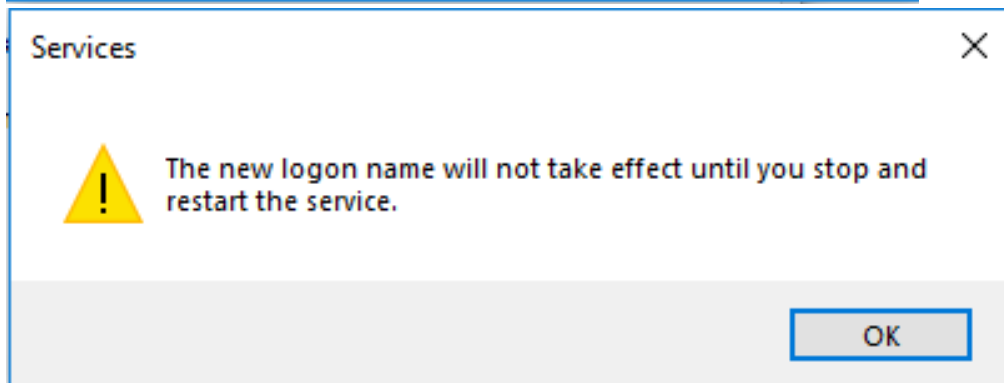 Services
The new logon name will not take effect until you stop and
restart the service.
OK